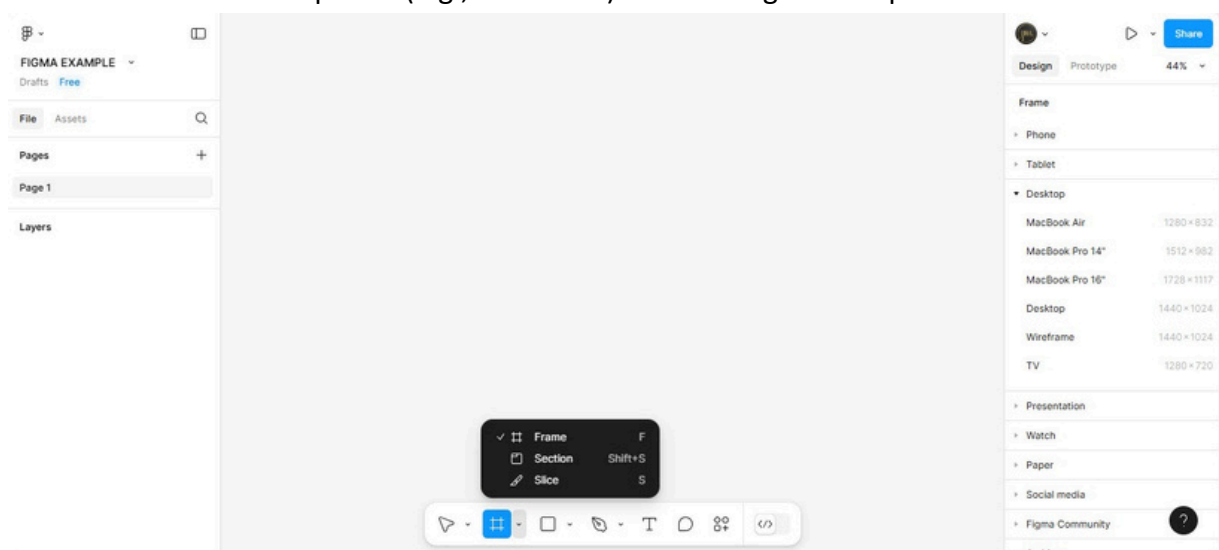 FIGMA EXAMPLE
Drafts Free
File Assets
Pages
Page 1
Layers
Frame F
Section Shift+S
Slice S
Share
Design Prototype 44%
Frame
Phone
Tablet
Desktop
MacBook Air 1280×832
MacBook Pro 14" 1512×982
MacBook Pro 16" 1728×1117
Desktop 1440×1024
Wireframe 1440×1024
TV 1280×720
Presentation
Watch
Paper
Social media
Figma Community
?